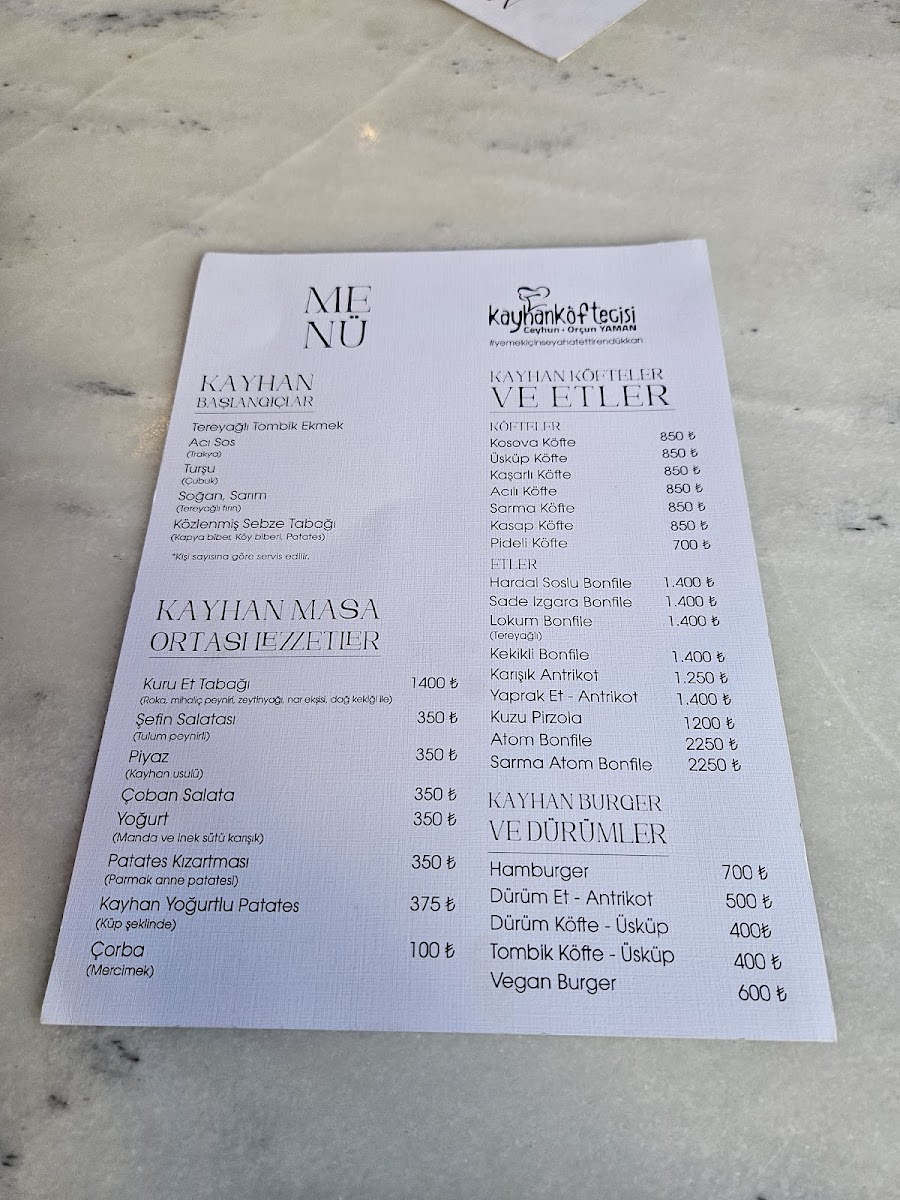 ME
NÜ
KAYHAN
BAŞLANGIÇLAR
Tereyağlı Tombik Ekmek
Acı Sos
(Trakya)
Turşu
(Çubuk)
Soğan, Sarım
(Tereyağlı fırın)
Közlenmiş Sebze Tabağı
(Kapya biber, Köy biberi, Patates)
*Kişi sayısına göre servis edilir.
KAYHAN MASA
ORTASI LEZZETLER
Kuru Et Tabağı 1400 ₺
(Roka, mihaliç peyniri, zeytinyağı, nar ekşisi, dağ kekiği ile)
Şefin Salatası 350 ₺
(Tulum peynirli)
Piyaz 350 ₺
(Kayhan usülü)
Çoban Salata 350 ₺
Yoğurt 350 ₺
(Manda ve İnek sütü karışık)
Patates Kızartması 350 ₺
(Parmak anne patatesi)
Kayhan Yoğurtlu Patates 375 ₺
(Küp şeklinde)
Çorba 100 ₺
(Mercimek)
kayhanköftecisi
Ceyhun - Orçun YAMAN
#yemekiçinseyahatettirendükkan
KAYHAN KÖFTELER
VE ETLER
KÖFTELER
Kosova Köfte 850 ₺
Üsküp Köfte 850 ₺
Kaşarlı Köfte 850 ₺
Acılı Köfte 850 ₺
Sarma Köfte 850 ₺
Kasap Köfte 850 ₺
Pideli Köfte 700 ₺
ETLER
Hardal Soslu Bonfile 1.400 ₺
Sade Izgara Bonfile 1.400 ₺
Lokum Bonfile 1.400 ₺
(Tereyağlı)
Kekikli Bonfile 1.400 ₺
Karışık Antrikot 1.250 ₺
Yaprak Et - Antrikot 1.400 ₺
Kuzu Pirzola 1200 ₺
Atom Bonfile 2250 ₺
Sarma Atom Bonfile 2250 ₺
KAYHAN BURGER
VE DÜRÜMLER
Hamburger 700 ₺
Dürüm Et - Antrikot 500 ₺
Dürüm Köfte - Üsküp 400₺
Tombik Köfte - Üsküp 400 ₺
Vegan Burger 600 ₺